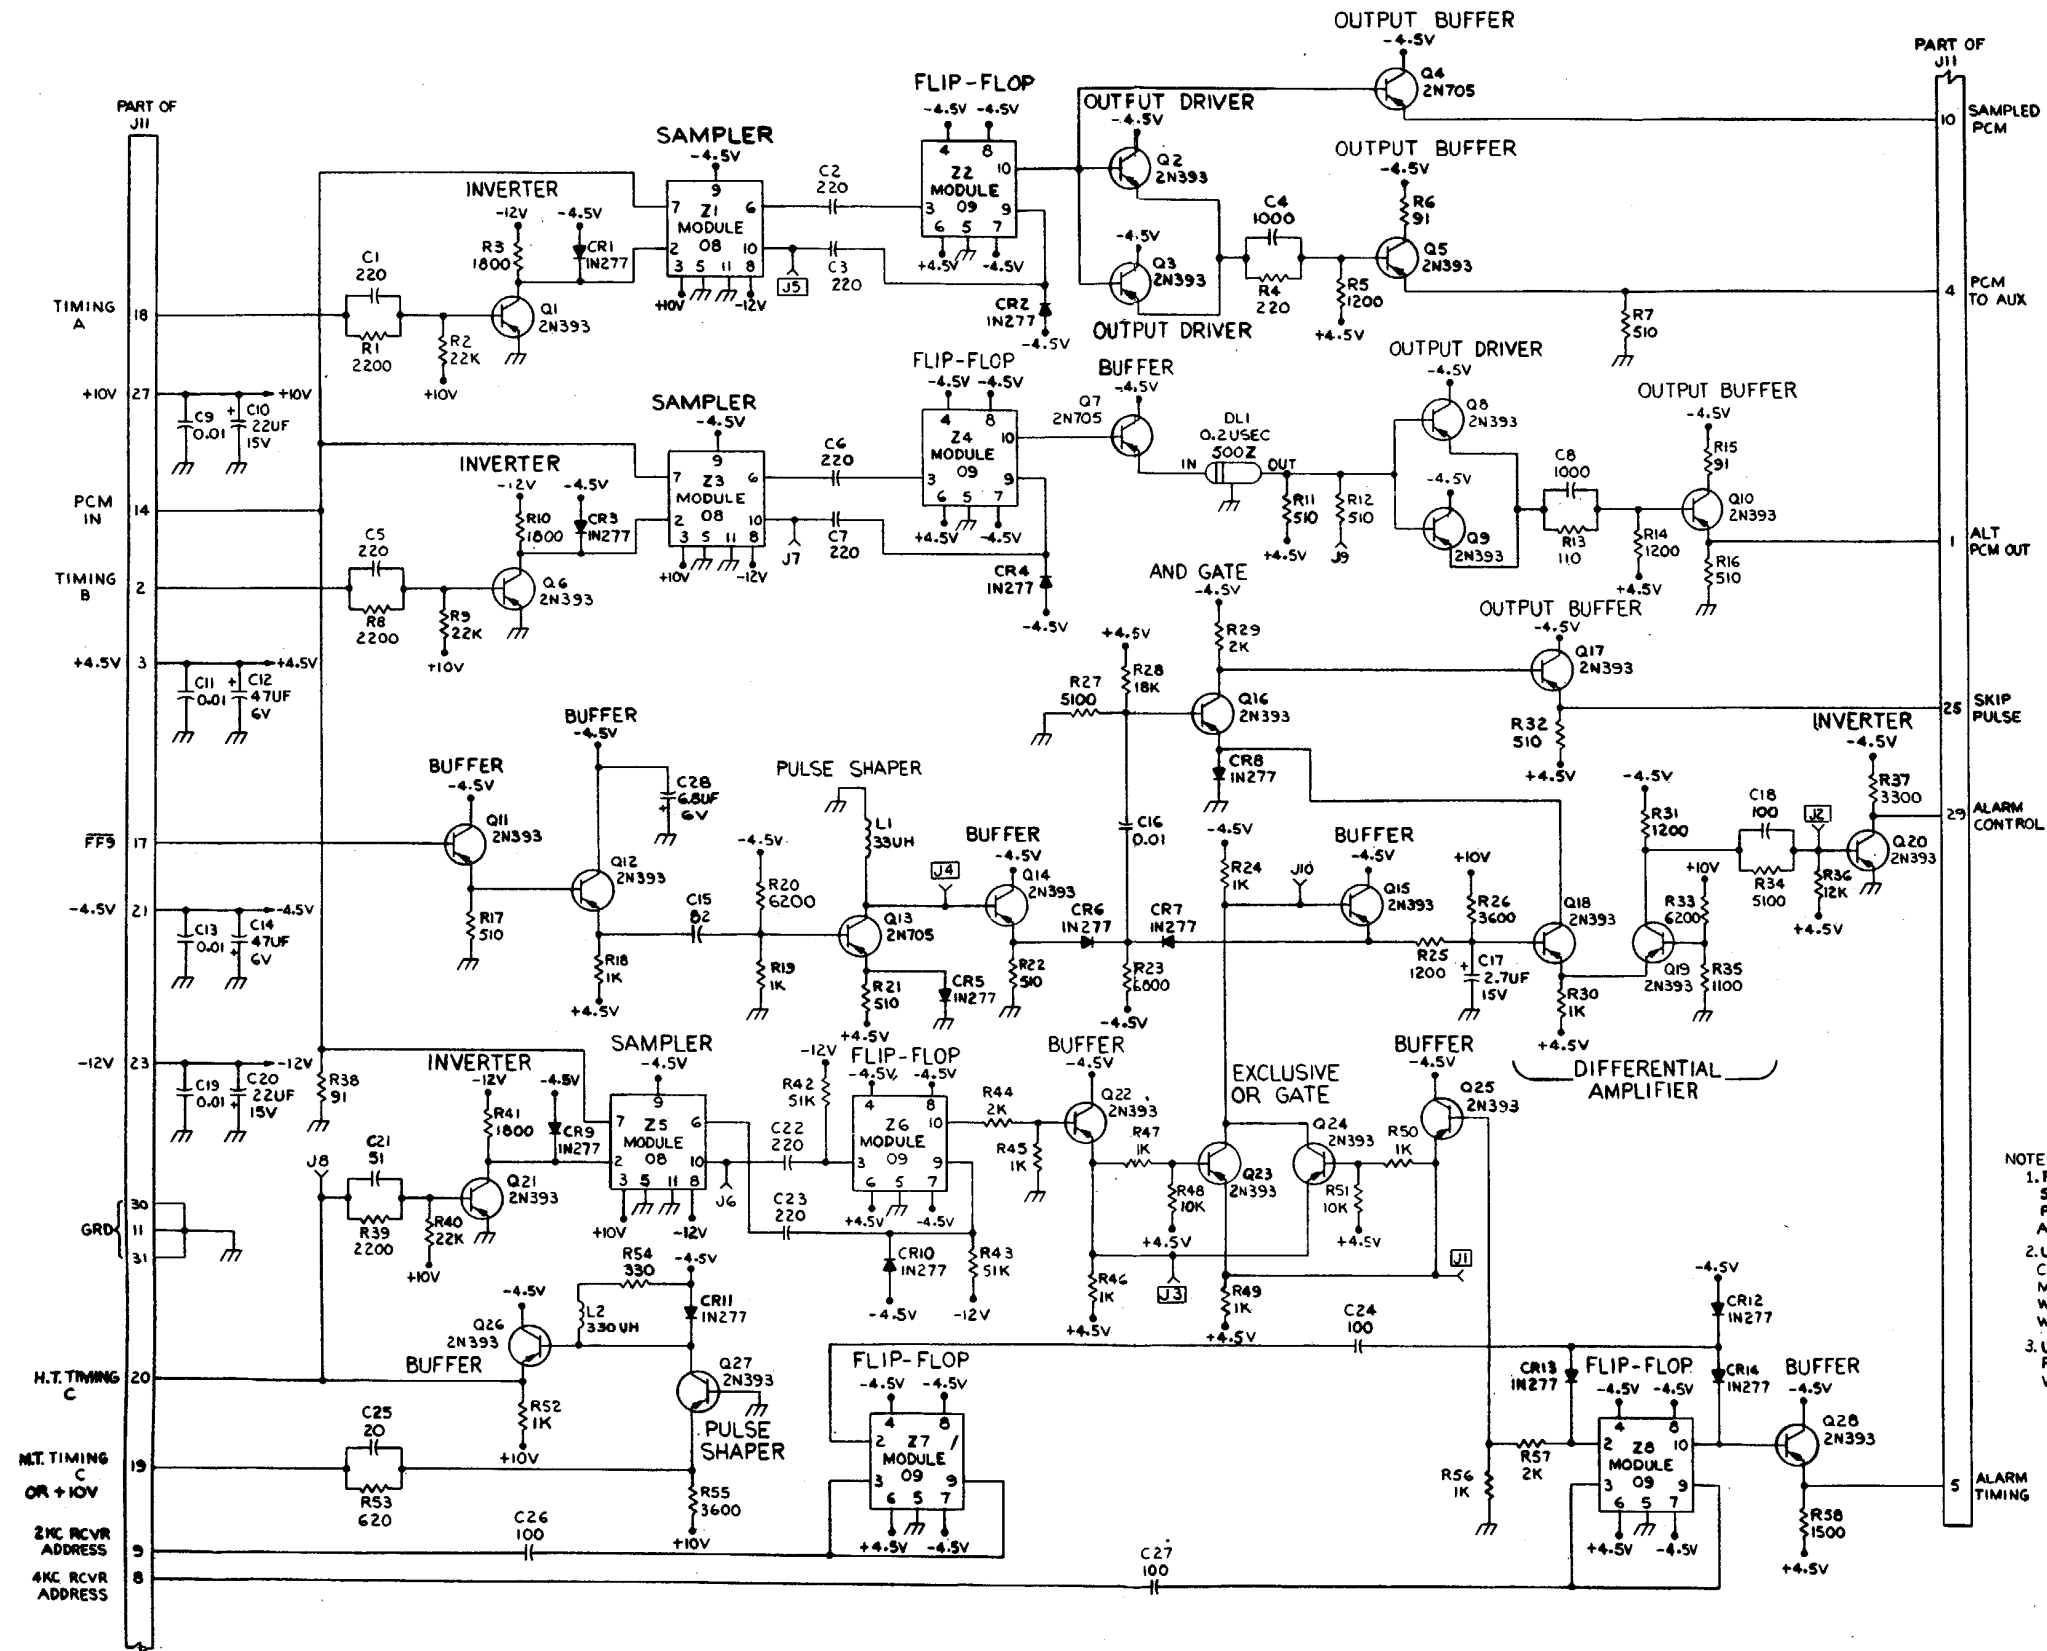 OUTPUT BUFFER
-4.5V
Q4
2N705
PART OF
J11
10
SAMPLED
PCM
FLIP-FLOP
-4.5V -4.5V
4 8
Z2
MODULE
09
10
3
9
6 5 7
+4.5V
-4.5V
OUTFUT DRIVER
-4.5V
Q2
2N393
OUTPUT BUFFER
-4.5V
R6
91
Q5
2N393
C4
1000
R4
220
R5
1200
+4.5V
-4.5V
Q3
2N393
OUTPUT DRIVER
4
PCM
TO AUX
R7
510
PART OF
J11
SAMPLER
-4.5V
9
7
Z1
MODULE
08
6
2
10
3 5 11 8
+10V
-12V
C2
220
C3
220
J5
CR2
1N277
-4.5V
INVERTER
-12V
-4.5V
R3
1800
CR1
1N277
C1
220
R1
2200
R2
22K
+10V
Q1
2N393
TIMING
A
18
+10V
27
+10V
C9
0.01
+
C10
22UF
15V
PCM
IN
14
TIMING
B
2
INVERTER
-12V
-4.5V
R10
1800
CR3
1N277
C5
220
R8
2200
R9
22K
+10V
Q6
2N393
SAMPLER
-4.5V
9
7
Z3
MODULE
08
6
2
10
3 5 11 8
+10V
-12V
J7
C6
220
C7
220
FLIP-FLOP
-4.5V -4.5V
4 8
Z4
MODULE
09
10
3
9
6 5 7
+4.5V
-4.5V
CR4
1N277
-4.5V
BUFFER
-4.5V
Q7
2N705
DL1
0.2USEC
500Z
IN
OUT
R11
510
+4.5V
R12
510
J9
OUTPUT DRIVER
-4.5V
Q8
2N393
-4.5V
Q9
2N393
C8
1000
R13
110
R14
1200
+4.5V
OUTPUT BUFFER
-4.5V
R15
91
Q10
2N393
R16
510
1
ALT
PCM OUT
+4.5V
3
+4.5V
C11
0.01
+
C12
47UF
6V
AND GATE
-4.5V
R29
2K
+4.5V
R28
18K
R27
5100
Q16
2N393
CR8
1N277
C16
0.01
OUTPUT BUFFER
-4.5V
Q17
2N393
R32
510
+4.5V
25
SKIP
PULSE
INVERTER
-4.5V
R37
3300
29
ALARM
CONTROL
Q20
2N393
J2
C18
100
R34
5100
R36
12K
+4.5V
-4.5V
R31
1200
+10V
R33
6200
R35
1100
Q18
2N393
Q19
2N393
R30
1K
+4.5V
DIFFERENTIAL
AMPLIFIER
FF9
17
BUFFER
-4.5V
Q11
2N393
R17
510
BUFFER
-4.5V
C28
6.8UF
+
6V
Q12
2N393
R18
1K
+4.5V
C15
82
-4.5V
R20
6200
R19
1K
PULSE SHAPER
L1
33UH
Q13
2N705
R21
510
+4.5V
CR5
1N277
J4
BUFFER
-4.5V
Q14
2N393
R22
510
CR6
1N277
CR7
1N277
R23
6800
-4.5V
-4.5V
R24
1K
J10
BUFFER
-4.5V
Q15
2N393
R25
1200
+10V
R26
3600
+
C17
2.7UF
15V
-4.5V
21
-4.5V
C13
0.01
C14
47UF
+
6V
-12V
23
-12V
C19
0.01
C20
22UF
+
15V
R38
91
INVERTER
-12V
-4.5V
R41
1800
CR9
1N277
J8
C21
51
R39
2200
R40
22K
+10V
Q21
2N393
SAMPLER
-4.5V
9
7
Z5
MODULE
08
6
2
10
3 5 11 8
+10V
-12V
J6
-12V
R42
51K
C22
220
C23
220
FLIP-FLOP
-4.5V -4.5V
4 8
Z6
MODULE
09
10
3
9
6 5 7
+4.5V
-4.5V
CR10
1N277
-4.5V
R43
51K
-12V
R44
2K
R45
1K
BUFFER
-4.5V
Q22
2N393
R47
1K
R48
10K
+4.5V
R46
1K
+4.5V
J3
EXCLUSIVE
OR GATE
Q23
2N393
Q24
2N393
R49
1K
+4.5V
R50
1K
R51
10K
+4.5V
BUFFER
-4.5V
Q25
2N393
J1
GRD
30
11
31
R54
330
-4.5V
L2
330UH
CR11
1N277
-4.5V
Q26
2N393
BUFFER
R52
1K
+10V
Q27
2N393
PULSE
SHAPER
R55
3600
+10V
H.T. TIMING
C
20
C25
20
R53
620
M.T. TIMING
C
OR +10V
19
2KC RCVR
ADDRESS
9
C26
100
4KC RCVR
ADDRESS
8
C27
100
FLIP-FLOP
-4.5V -4.5V
4 8
2
Z7
MODULE
09
3
9
6 5 7
+4.5V
-4.5V
C24
100
-4.5V
CR12
1N277
CR13
1N277
CR14
1N277
FLIP-FLOP
-4.5V -4.5V
4 8
2
Z8
MODULE
09
10
3
9
6 5 7
+4.5V
-4.5V
R57
2K
R56
1K
BUFFER
-4.5V
Q28
2N393
R58
1500
+4.5V
5
ALARM
TIMING
NOTE
1.
2.
3.